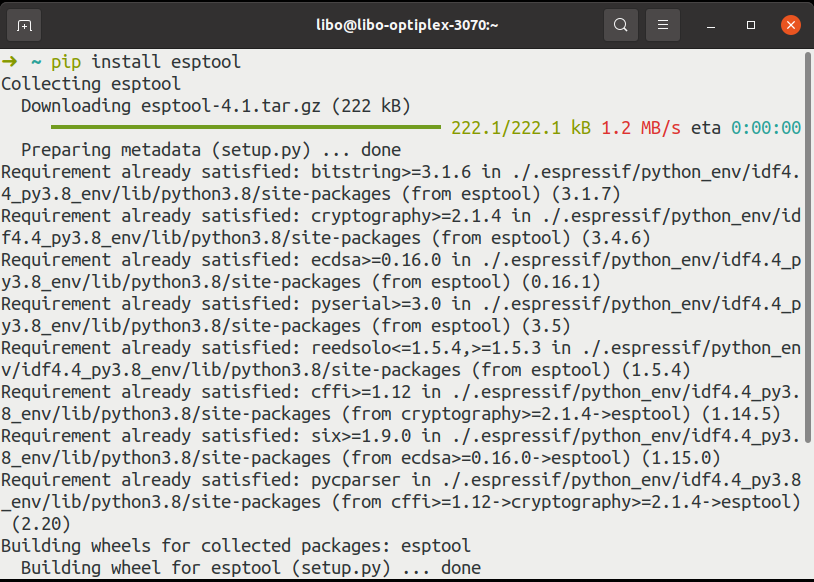 libo@libo-optiplex-3070:~
➜ ~ pip install esptool
Collecting esptool
  Downloading esptool-4.1.tar.gz (222 kB)
222.1/222.1 kB 1.2 MB/s eta 0:00:00
  Preparing metadata (setup.py) ... done
Requirement already satisfied: bitstring>=3.1.6 in ./.espressif/python_env/idf4.
4_py3.8_env/lib/python3.8/site-packages (from esptool) (3.1.7)
Requirement already satisfied: cryptography>=2.1.4 in ./.espressif/python_env/id
f4.4_py3.8_env/lib/python3.8/site-packages (from esptool) (3.4.6)
Requirement already satisfied: ecdsa>=0.16.0 in ./.espressif/python_env/idf4.4_p
y3.8_env/lib/python3.8/site-packages (from esptool) (0.16.1)
Requirement already satisfied: pyserial>=3.0 in ./.espressif/python_env/idf4.4_p
y3.8_env/lib/python3.8/site-packages (from esptool) (3.5)
Requirement already satisfied: reedsolo<=1.5.4,>=1.5.3 in ./.espressif/python_en
v/idf4.4_py3.8_env/lib/python3.8/site-packages (from esptool) (1.5.4)
Requirement already satisfied: cffi>=1.12 in ./.espressif/python_env/idf4.4_py3.
8_env/lib/python3.8/site-packages (from cryptography>=2.1.4->esptool) (1.14.5)
Requirement already satisfied: six>=1.9.0 in ./.espressif/python_env/idf4.4_py3.
8_env/lib/python3.8/site-packages (from ecdsa>=0.16.0->esptool) (1.15.0)
Requirement already satisfied: pycparser in ./.espressif/python_env/idf4.4_py3.8
_env/lib/python3.8/site-packages (from cffi>=1.12->cryptography>=2.1.4->esptool)
 (2.20)
Building wheels for collected packages: esptool
  Building wheel for esptool (setup.py) ... done